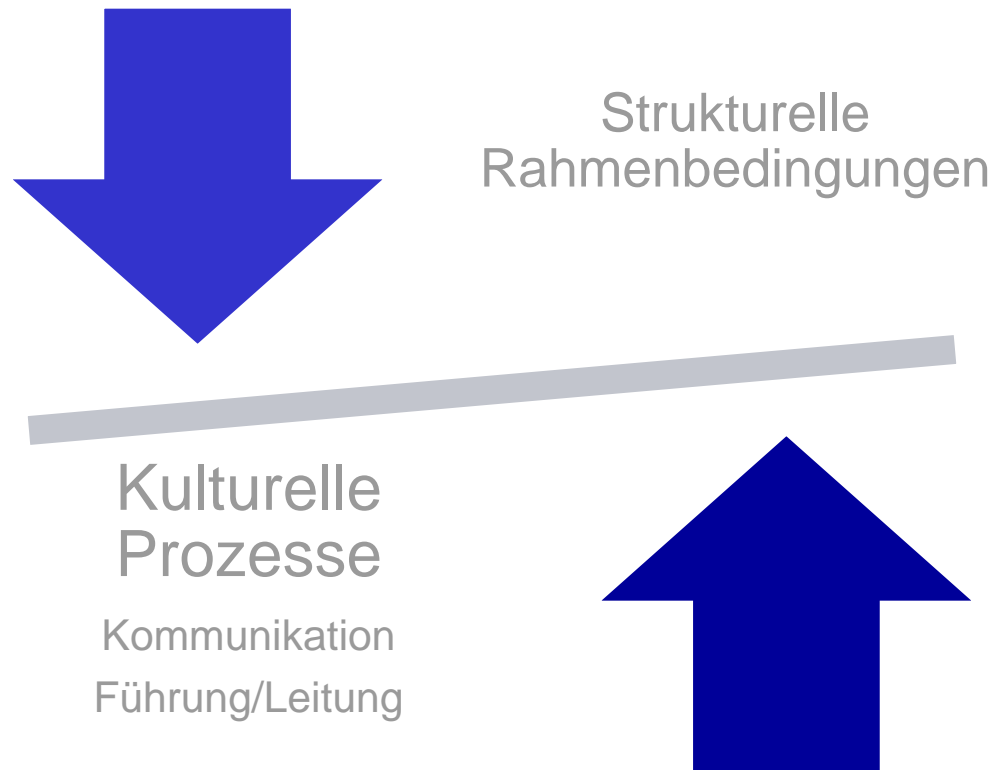 Strukturelle
Rahmenbedingungen
Kulturelle
Prozesse
Kommunikation
Führung/Leitung